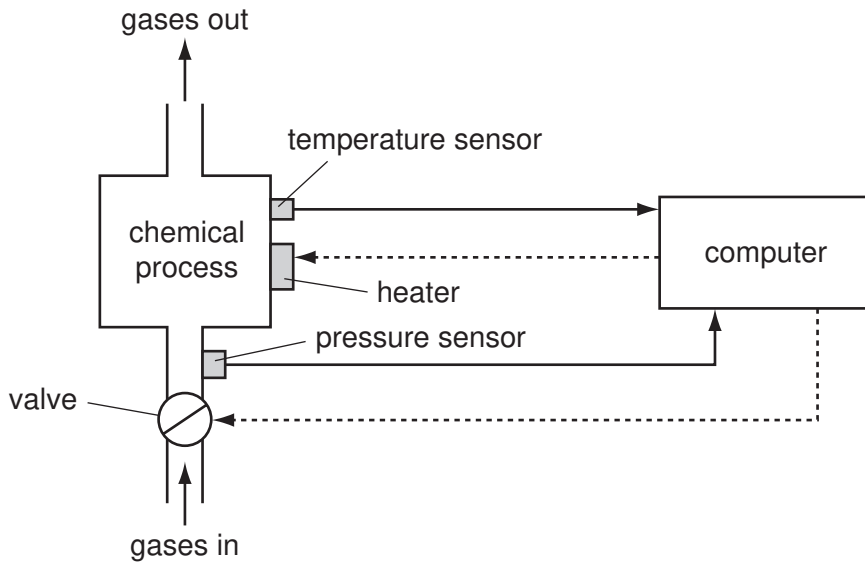 gases out
temperature sensor
chemical
process
computer
heater
pressure sensor
valve
gases in